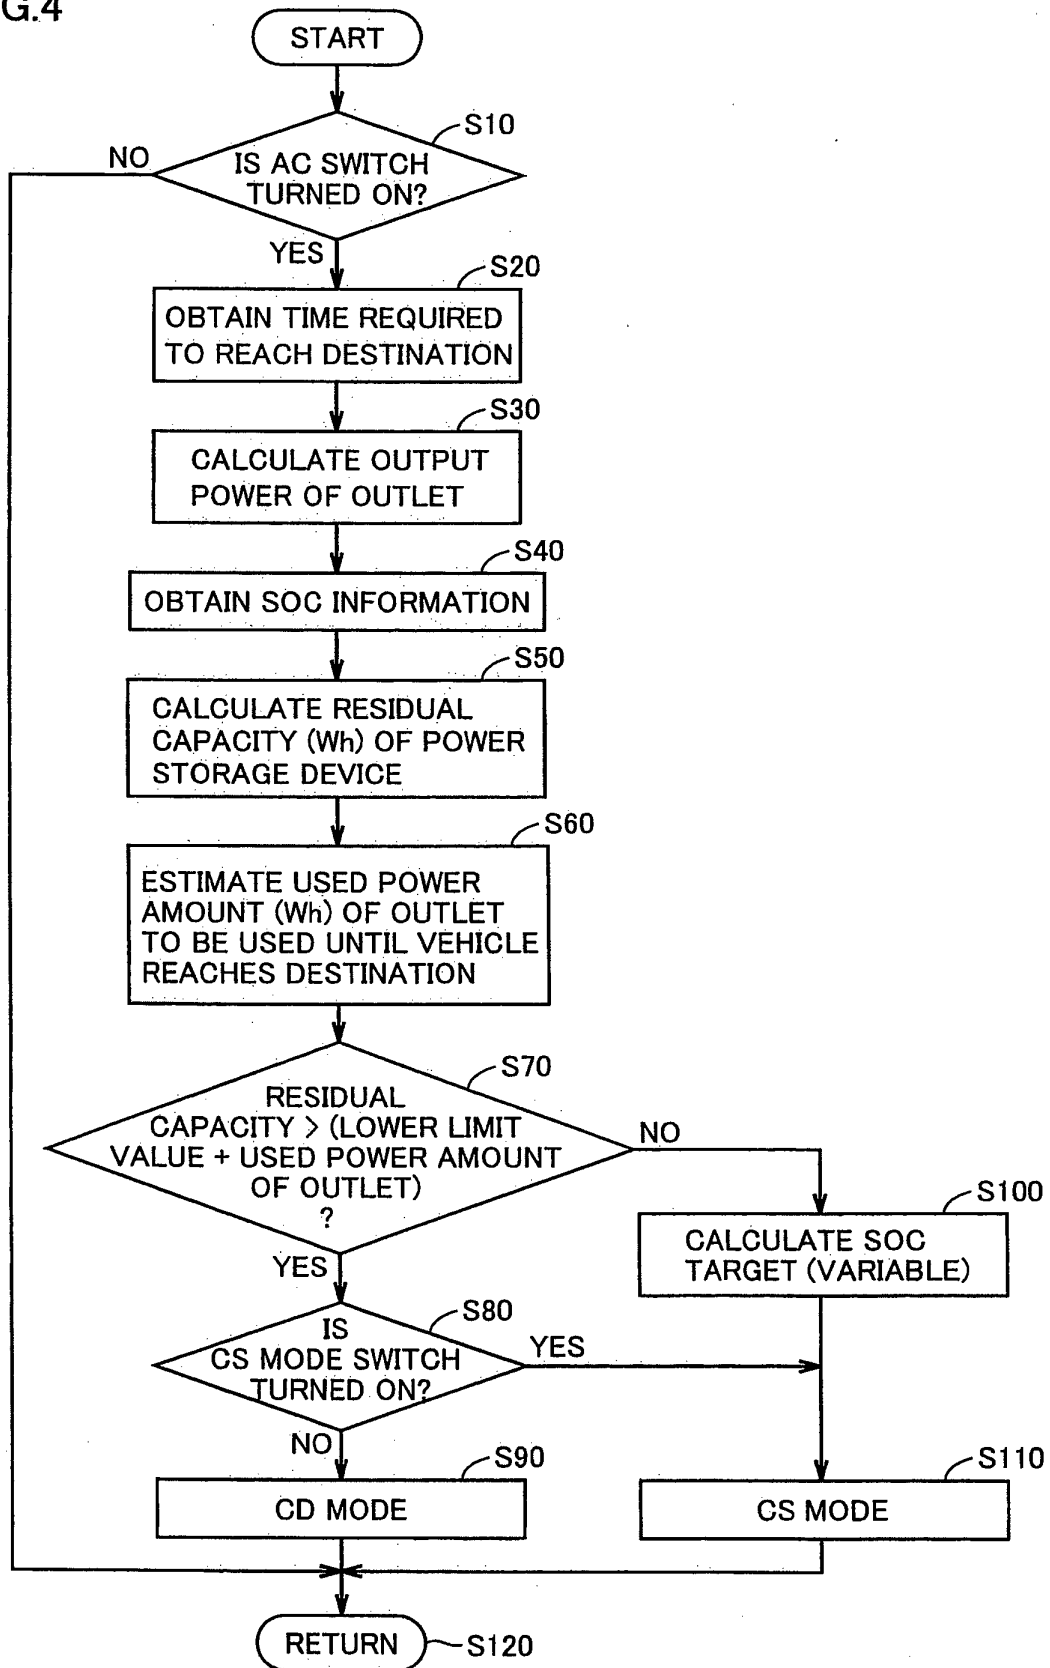 G.4
START
S10
NO
IS AC SWITCH
TURNED ON?
YES
S20
OBTAIN TIME REQUIRED
TO REACH DESTINATION
S30
CALCULATE OUTPUT
POWER OF OUTLET
S40
OBTAIN SOC INFORMATION
S50
CALCULATE RESIDUAL
CAPACITY (Wh) OF POWER
STORAGE DEVICE
S60
ESTIMATE USED POWER
AMOUNT (Wh) OF OUTLET
TO BE USED UNTIL VEHICLE
REACHES DESTINATION
S70
RESIDUAL
CAPACITY > (LOWER LIMIT
VALUE + USED POWER AMOUNT
OF OUTLET)
?
NO
S100
CALCULATE SOC
TARGET (VARIABLE)
YES
S80
IS
CS MODE SWITCH
TURNED ON?
YES
NO
S90
CD MODE
S110
CS MODE
RETURN
S120